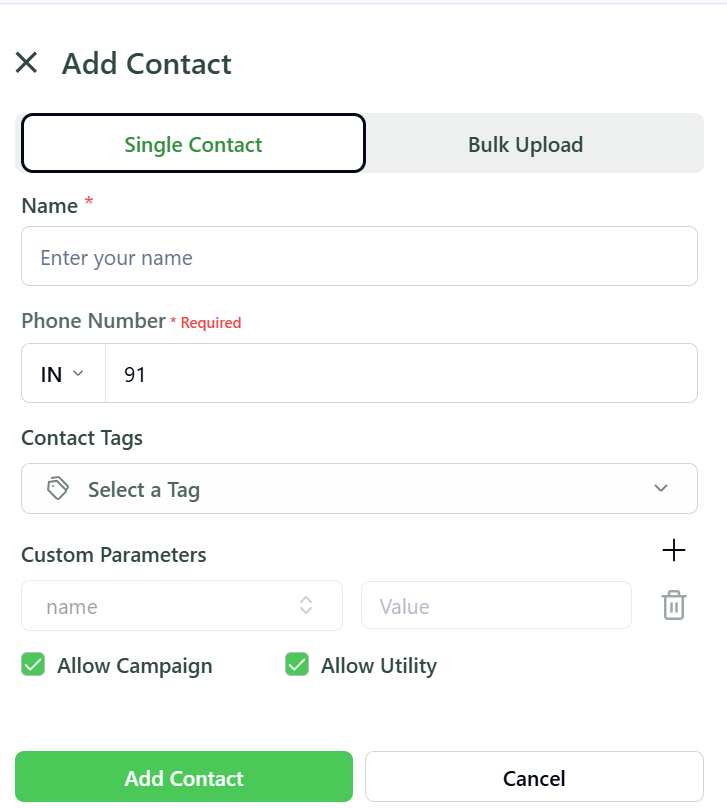 Add Contact
Single Contact Bulk Upload
Name *
Enter your name
Phone Number * Required
IN 91
Contact Tags
Select a Tag
Custom Parameters
name Value
Allow Campaign Allow Utility
Add Contact Cancel